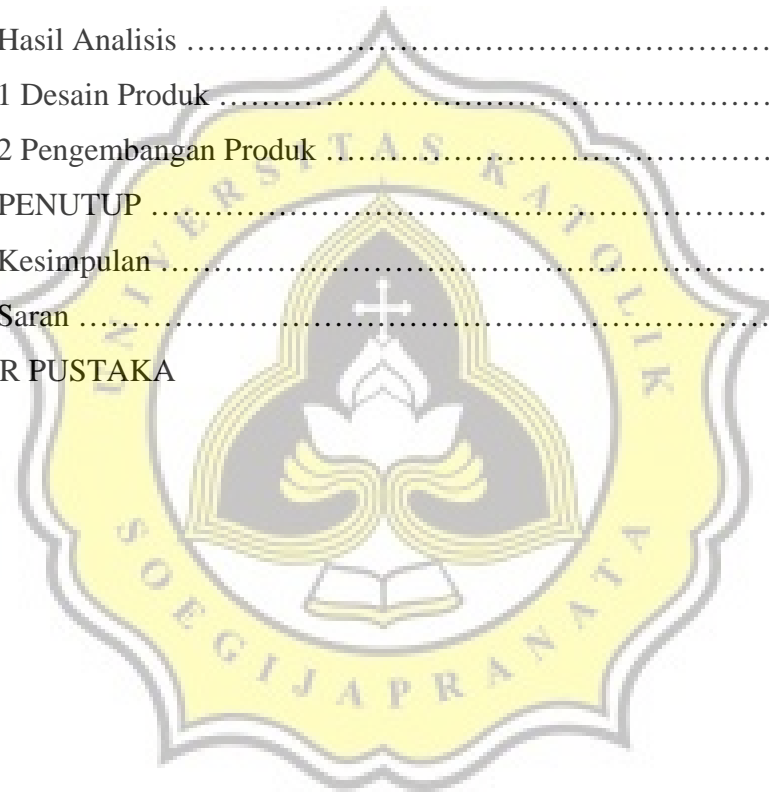 Hasil Analisis ……………………………………………………
1 Desain Produk …………………………………………………
2 Pengembangan Produk ………………………………………
PENUTUP ………………………………………………………
Kesimpulan ………………………………………………………
Saran ……………………………………………………………
R PUSTAKA
UNIVERSITAS KATOLIK
SOEGIJAPRANATA